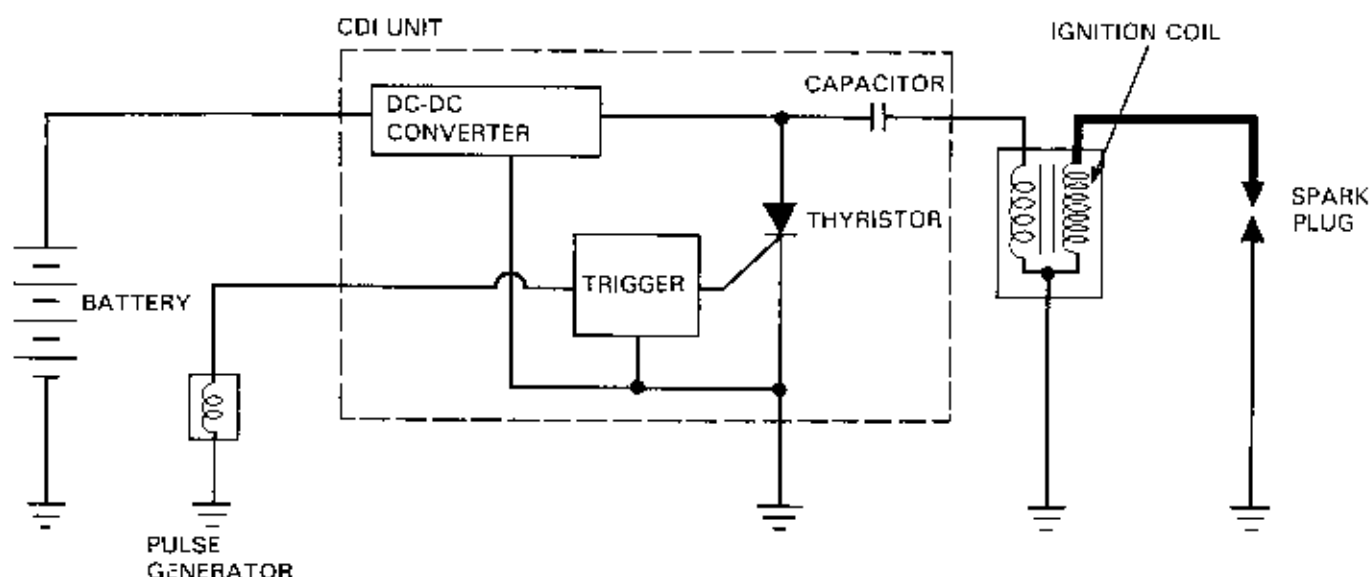 CDI UNIT
IGNITION COIL
DC-DC
CONVERTER
CAPACITOR
THYRISTOR
SPARK
PLUG
TRIGGER
BATTERY
PULSE
GENERATOR